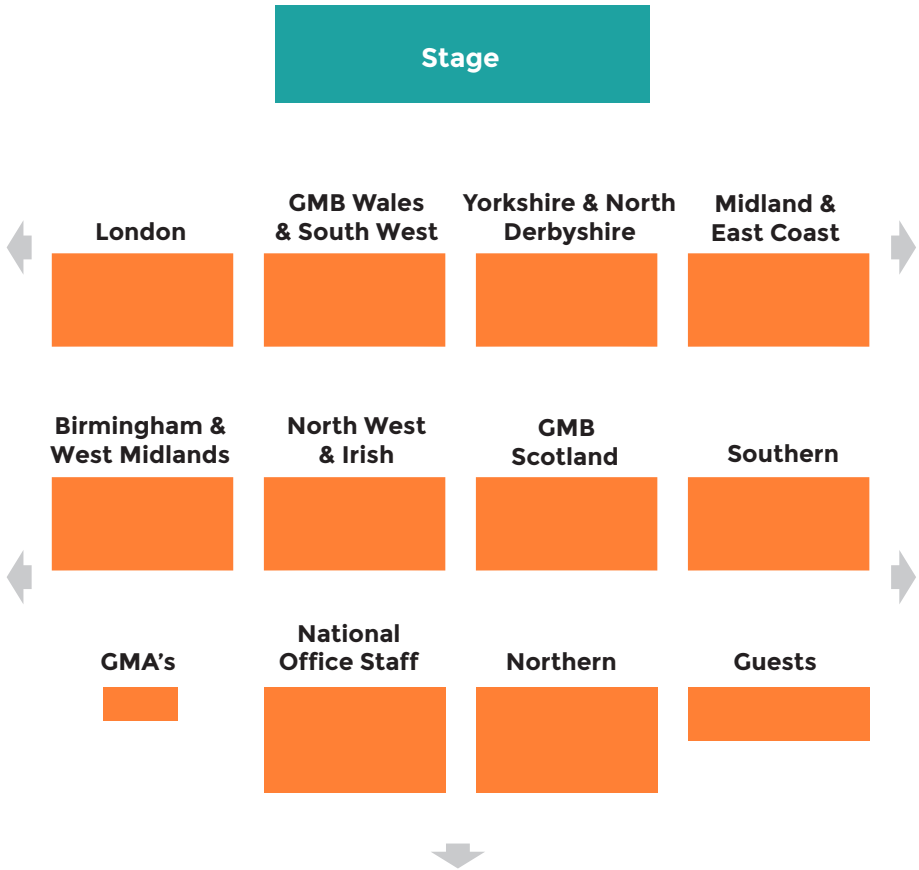 Stage
London
GMB Wales
& South West
Yorkshire & North
Derbyshire
Midland &
East Coast
Birmingham &
West Midlands
North West
& Irish
GMB
Scotland
Southern
GMA's
National
Office Staff
Northern
Guests